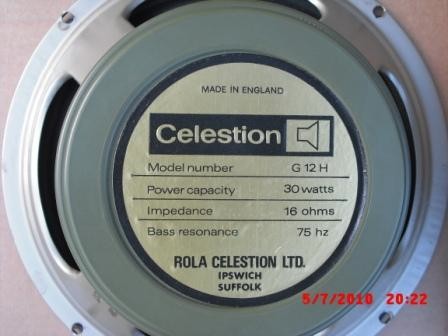 MADE IN ENGLAND
Celestion
Model number G 12 H
Power capacity 30 watts
Impedance 16 ohms
Bass resonance 75 hz
ROLA CELESTION LTD.
IPSWICH
SUFFOLK
5/7/2010 20:22